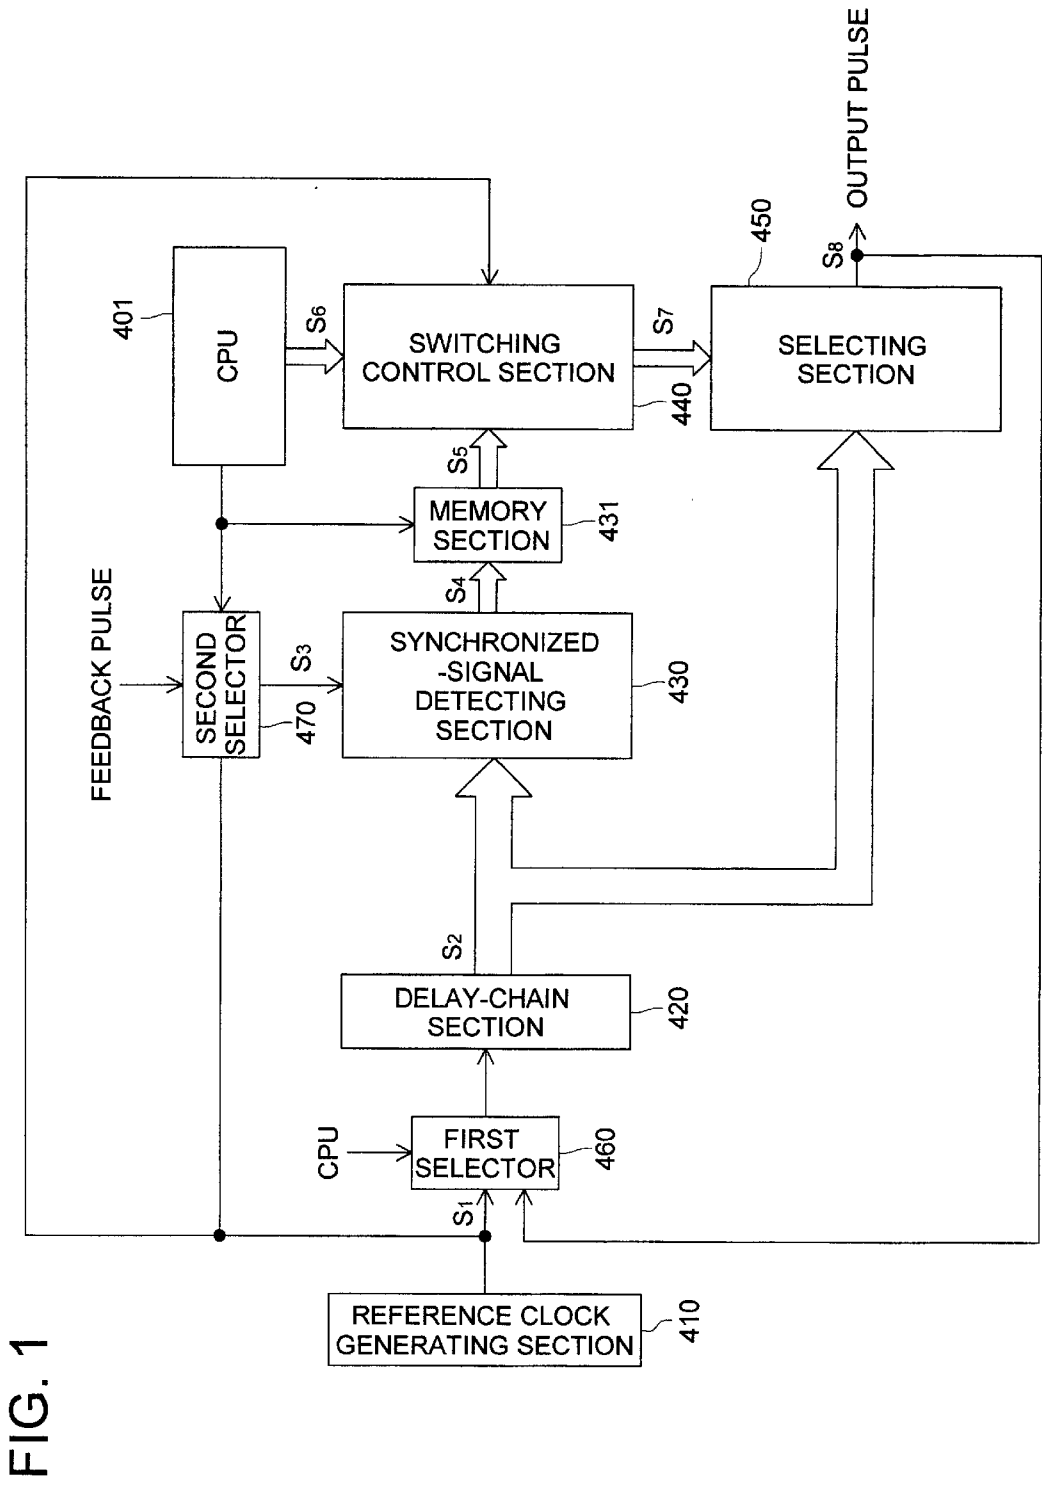 FIG. 1
FEEDBACK PULSE
CPU
401
SECOND
SELECTOR
470
S3
S6
SWITCHING
CONTROL SECTION
440
S5
MEMORY
SECTION
431
S4
SYNCHRONIZED
-SIGNAL
DETECTING
SECTION
430
S7
SELECTING
SECTION
450
S8
OUTPUT PULSE
S2
DELAY-CHAIN
SECTION
420
CPU
FIRST
SELECTOR
460
S1
REFERENCE CLOCK
GENERATING SECTION
410